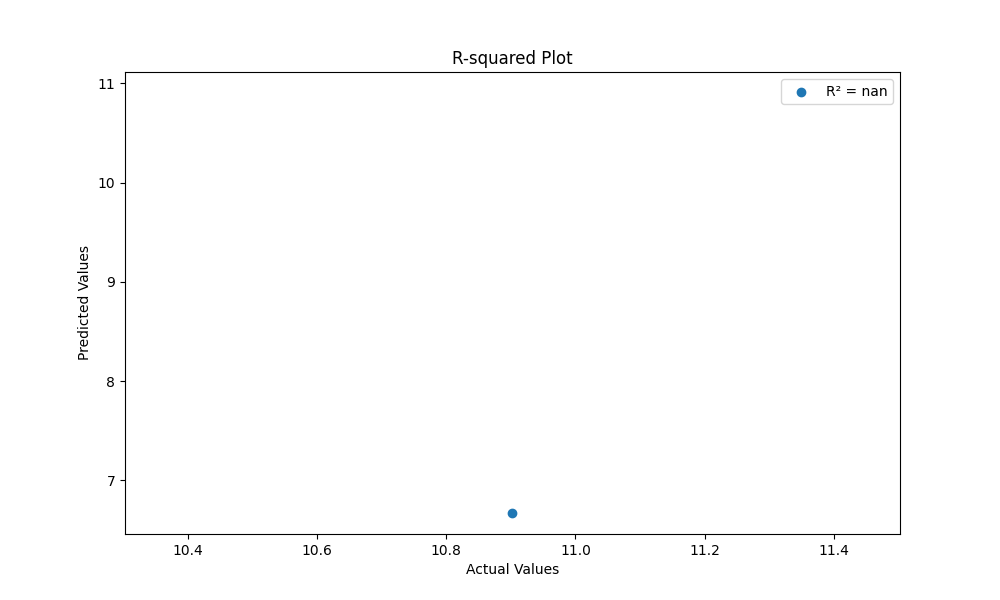 R-squared Plot
R² = nan
11
10
9
8
7
Predicted Values
10.4 10.6 10.8 11.0 11.2 11.4
Actual Values